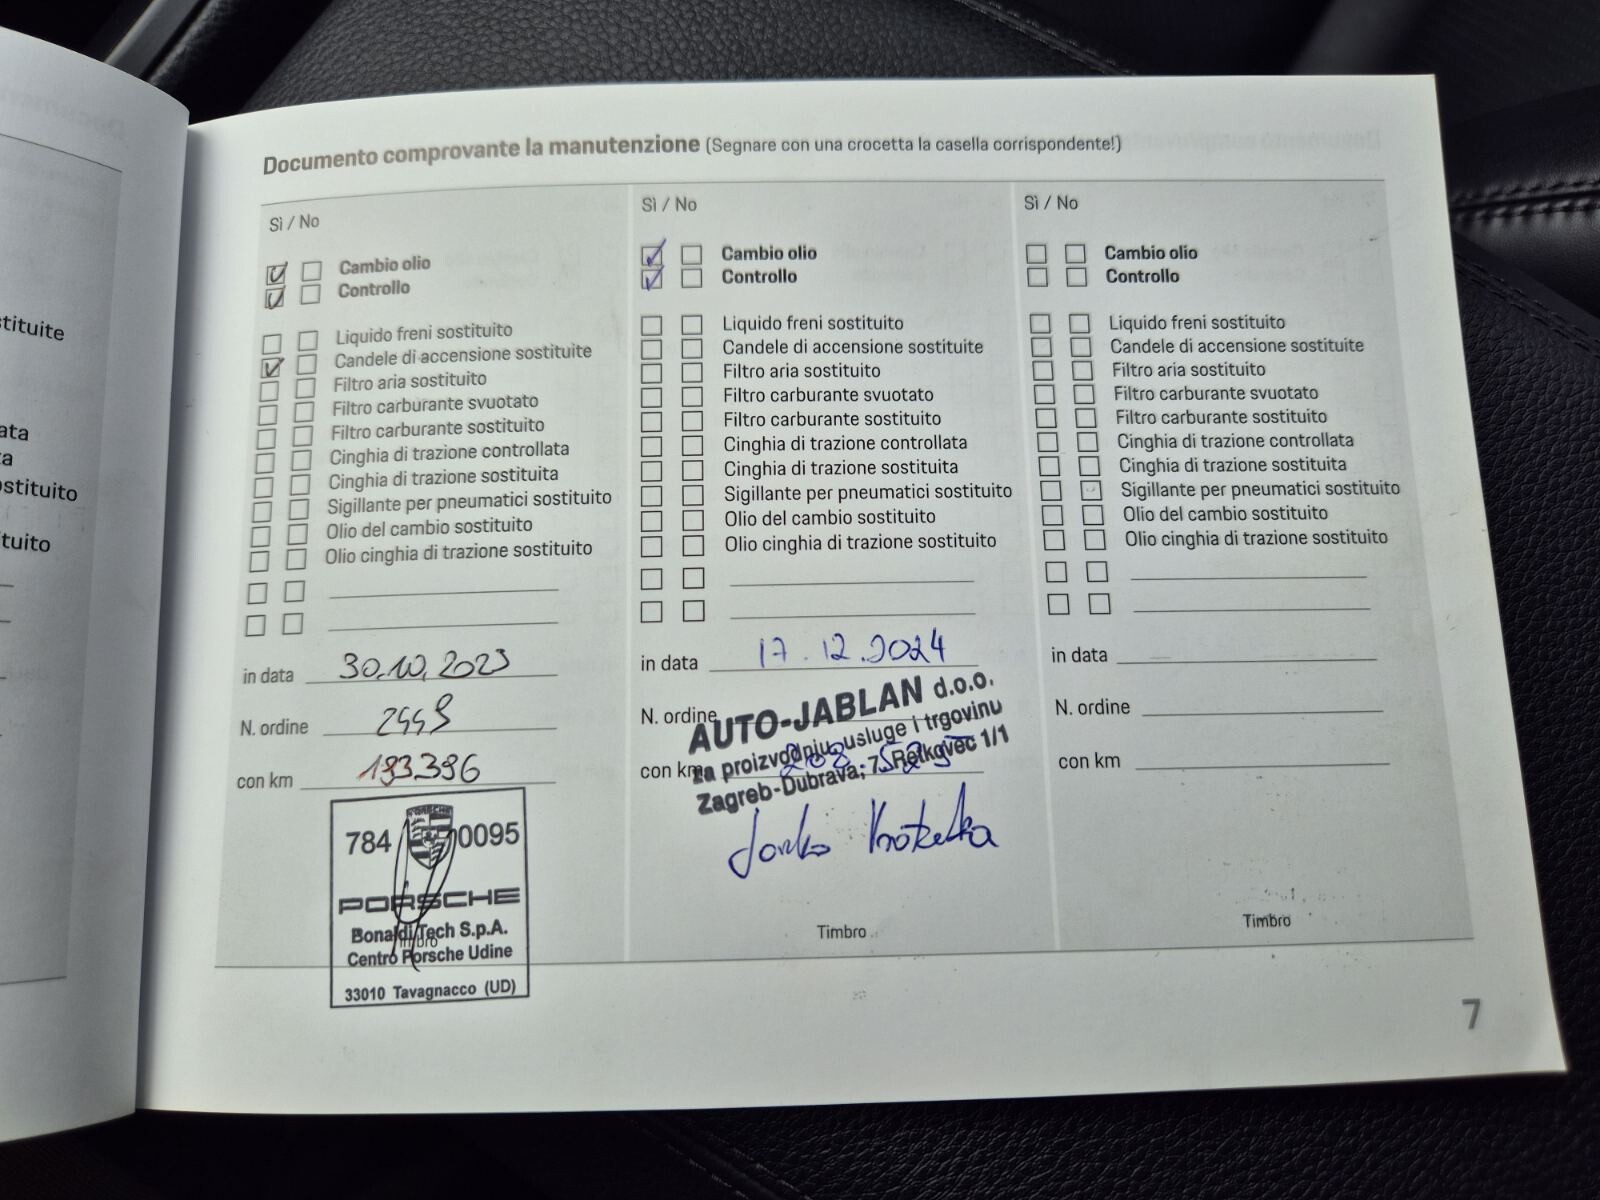 tituite
ata
a
ostituito
tuito
Documento comprovante la manutenzione (Segnare con una crocetta la casella corrispondente!)
Sì / No
Cambio olio
Controllo
Liquido freni sostituito
Candele di accensione sostituite
Filtro aria sostituito
Filtro carburante svuotato
Filtro carburante sostituito
Cinghia di trazione controllata
Cinghia di trazione sostituita
Sigillante per pneumatici sostituito
Olio del cambio sostituito
Olio cinghia di trazione sostituito
in data 30.10.2023
N. ordine
con km 193396
784 0095
PORSCHE
Bonaldi Tech S.p.A.
Centro Porsche Udine
33010 Tavagnacco (UD)
Sì / No
Cambio olio
Controllo
Liquido freni sostituito
Candele di accensione sostituite
Filtro aria sostituito
Filtro carburante svuotato
Filtro carburante sostituito
Cinghia di trazione controllata
Cinghia di trazione sostituita
Sigillante per pneumatici sostituito
Olio del cambio sostituito
Olio cinghia di trazione sostituito
in data 17.12.2024
N. ordine
AUTO-JABLAN d.o.o.
con km
za proizvodnju usluge i trgovinu
Zagreb-Dubrava, 7. Retkovec 1/1
Timbro
Sì / No
Cambio olio
Controllo
Liquido freni sostituito
Candele di accensione sostituite
Filtro aria sostituito
Filtro carburante svuotato
Filtro carburante sostituito
Cinghia di trazione controllata
Cinghia di trazione sostituita
Sigillante per pneumatici sostituito
Olio del cambio sostituito
Olio cinghia di trazione sostituito
in data
N. ordine
con km
Timbro
7